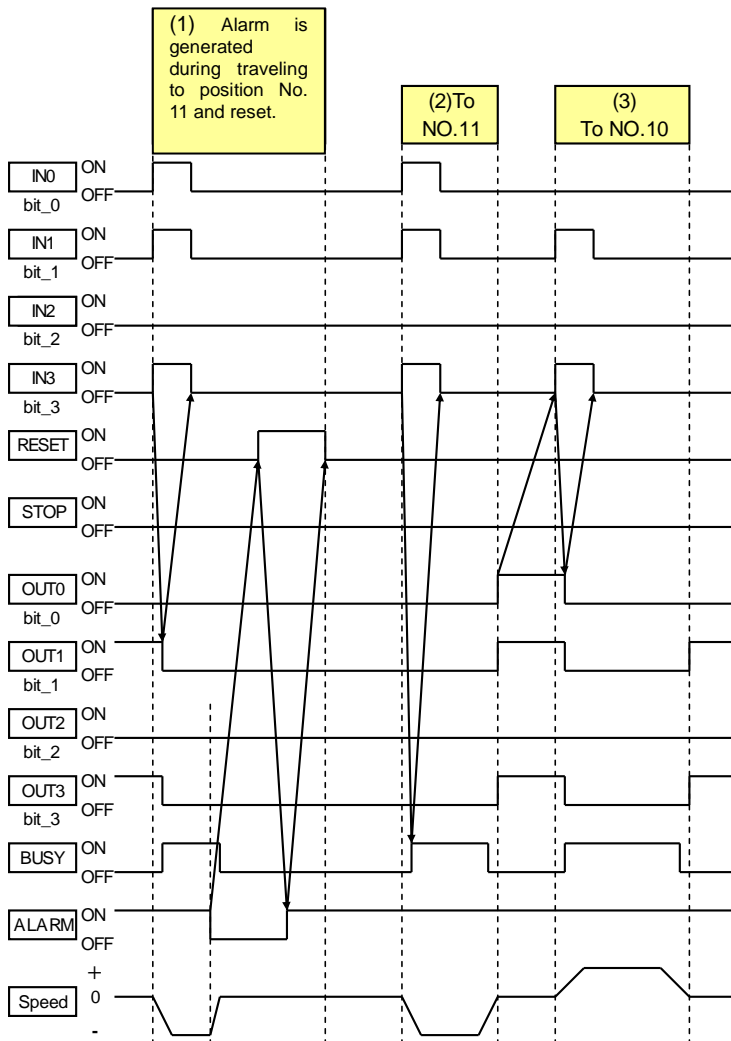 (1) Alarm is
generated
during traveling
to position No.
11 and reset.
(2)To
NO.11
(3)
To NO.10
IN0
ON
OFF
bit_0
IN1
ON
OFF
bit_1
IN2
ON
OFF
bit_2
IN3
ON
OFF
bit_3
RESET
ON
OFF
STOP
ON
OFF
OUT0
ON
OFF
bit_0
OUT1
ON
OFF
bit_1
OUT2
ON
OFF
bit_2
OUT3
ON
OFF
bit_3
BUSY
ON
OFF
ALARM
ON
OFF
Speed
+
0
-